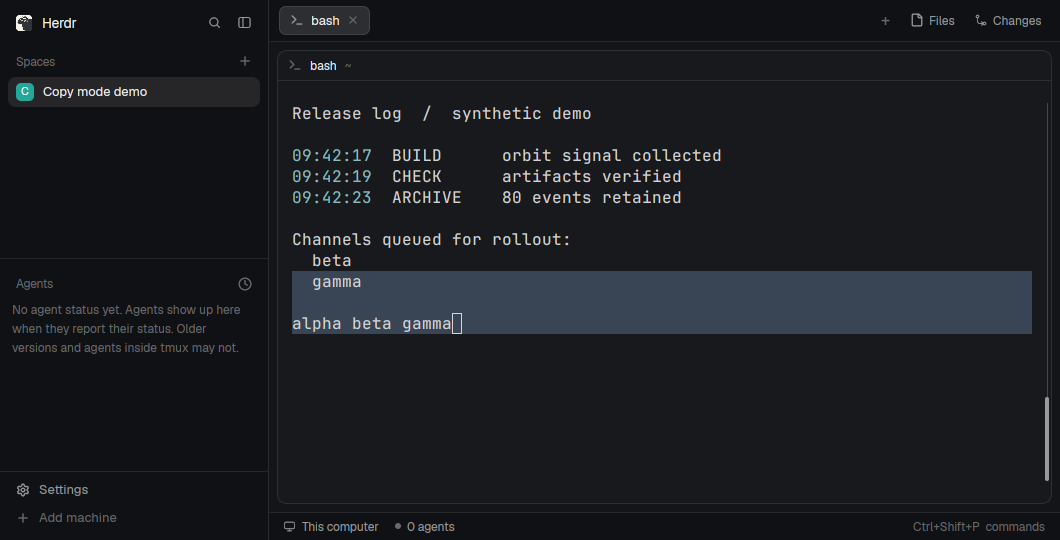 Herdr
Spaces
C Copy mode demo
Agents
No agent status yet. Agents show up here
when they report their status. Older
versions and agents inside tmux may not.
Settings
Add machine
bash
Files
Changes
bash ~
Release log / synthetic demo
09:42:17 BUILD orbit signal collected
09:42:19 CHECK artifacts verified
09:42:23 ARCHIVE 80 events retained
Channels queued for rollout:
beta
gamma
alpha beta gamma
This computer
0 agents
Ctrl+Shift+P commands